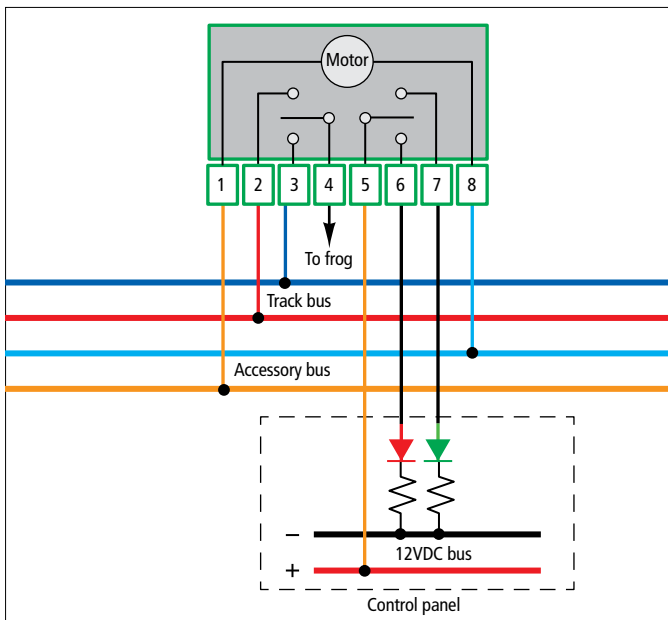 Motor
1 2 3 4 5 6 7 8
To frog
Track bus
Accessory bus
−
12VDC bus
+
Control panel